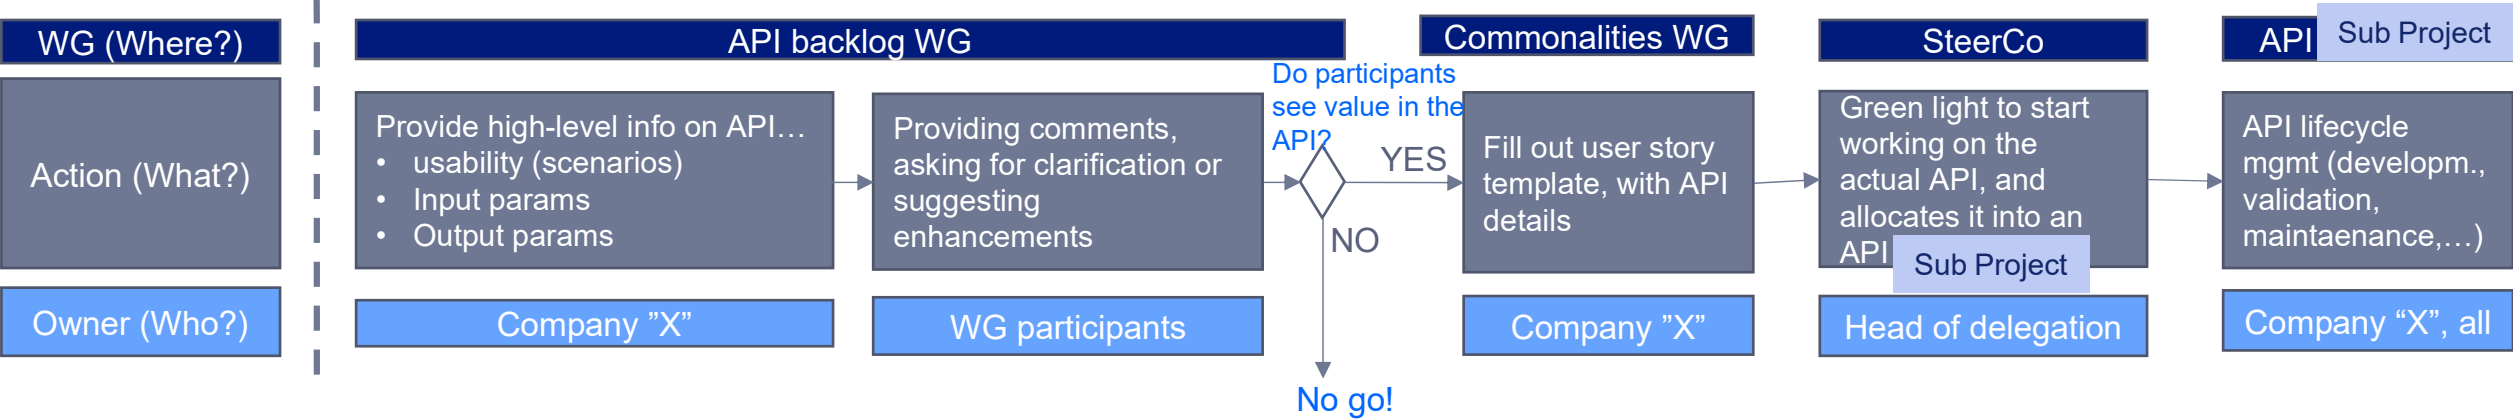 WG (Where?)
API backlog WG
Commonalities WG
SteerCo
API
Sub Project
Action (What?)
Provide high-level info on API…
• usability (scenarios)
• Input params
• Output params
Providing comments,
asking for clarification or
suggesting
enhancements
Do participants
see value in the
API?
YES
NO
No go!
Fill out user story
template, with API
details
Green light to start
working on the
actual API, and
allocates it into an
API
Sub Project
API lifecycle
mgmt (developm.,
validation,
maintaenance,…)
Owner (Who?)
Company ”X”
WG participants
Company ”X”
Head of delegation
Company “X”, all